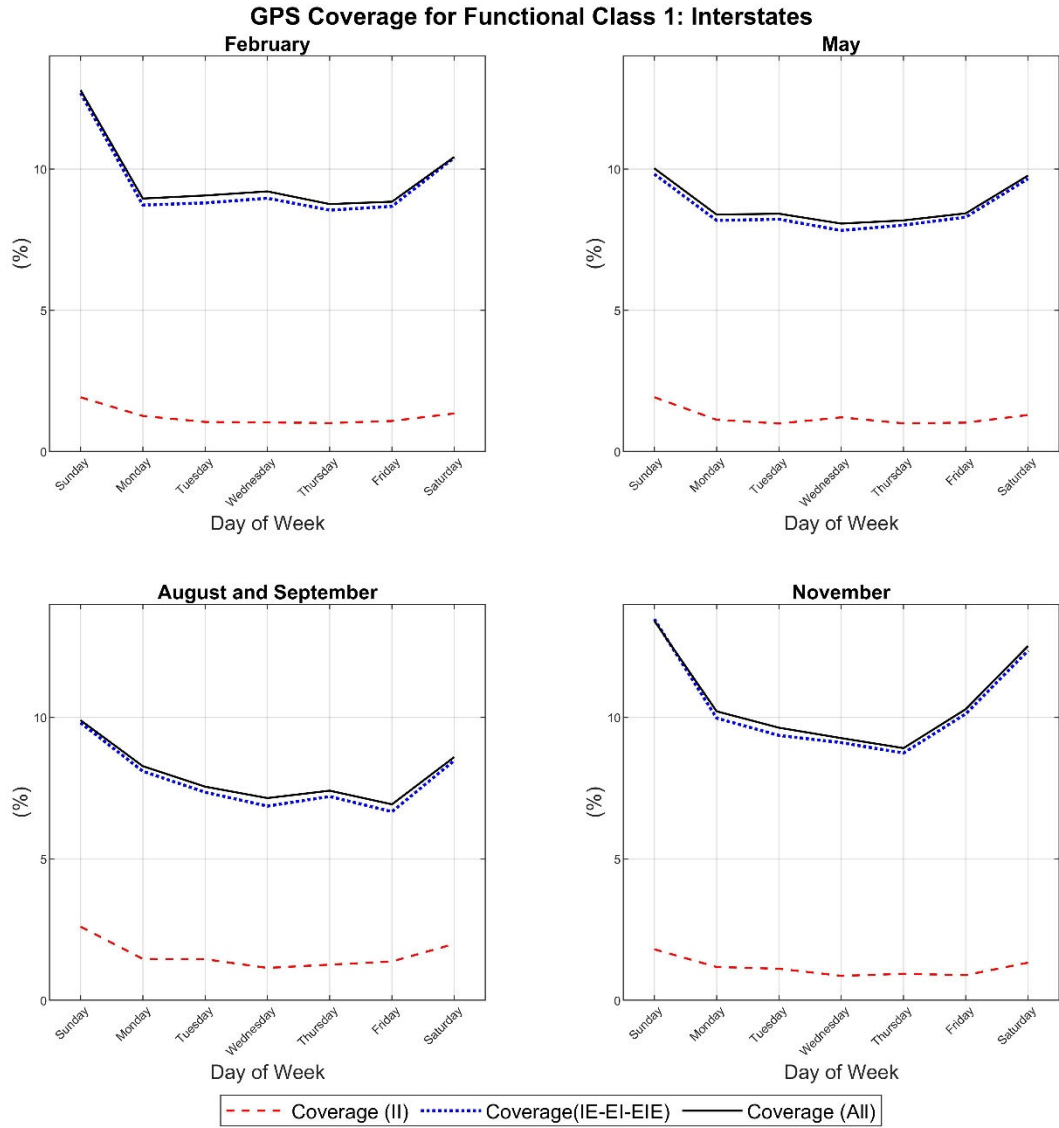 GPS Coverage for Functional Class 1: Interstates
February
(%)
10
5
0
Sunday
Monday
Tuesday
Wednesday
Thursday
Friday
Saturday
Day of Week
May
(%)
10
5
0
Sunday
Monday
Tuesday
Wednesday
Thursday
Friday
Saturday
Day of Week
August and September
(%)
10
5
0
Sunday
Monday
Tuesday
Wednesday
Thursday
Friday
Saturday
Day of Week
November
(%)
10
5
0
Sunday
Monday
Tuesday
Wednesday
Thursday
Friday
Saturday
Day of Week
Coverage (II) Coverage(IE-EI-EIE) Coverage (All)